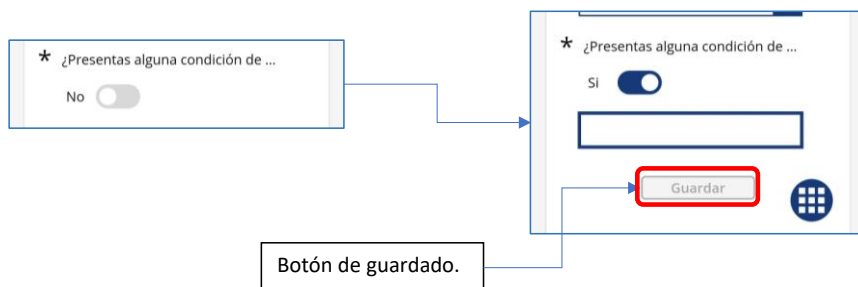 * ¿Presentas alguna condición de ...
No
* ¿Presentas alguna condición de ...
Si
Guardar
Botón de guardado.